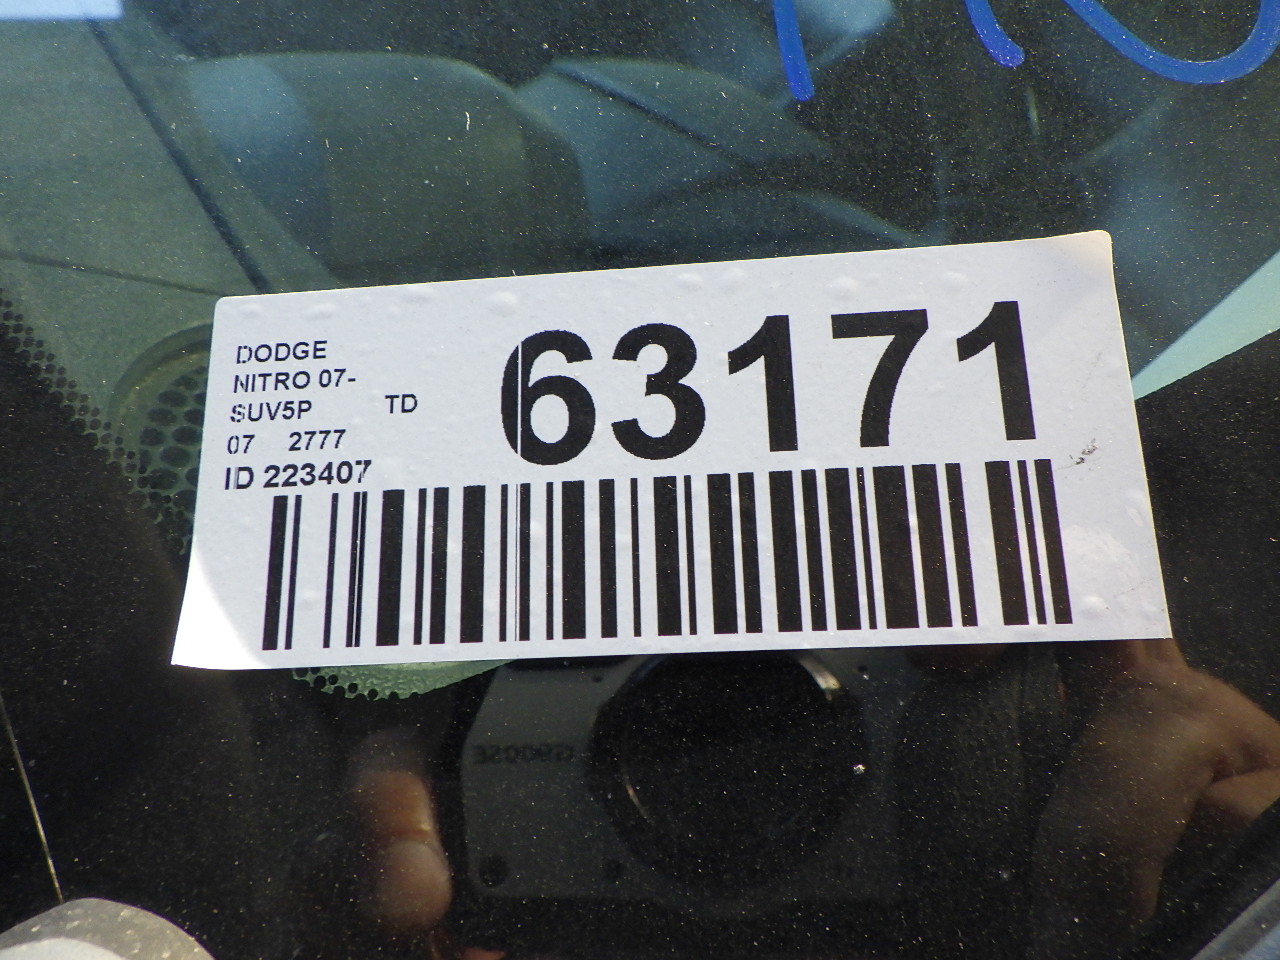 DODGE
NITRO 07-
SUV5P TD
07 2777
ID 223407
63171